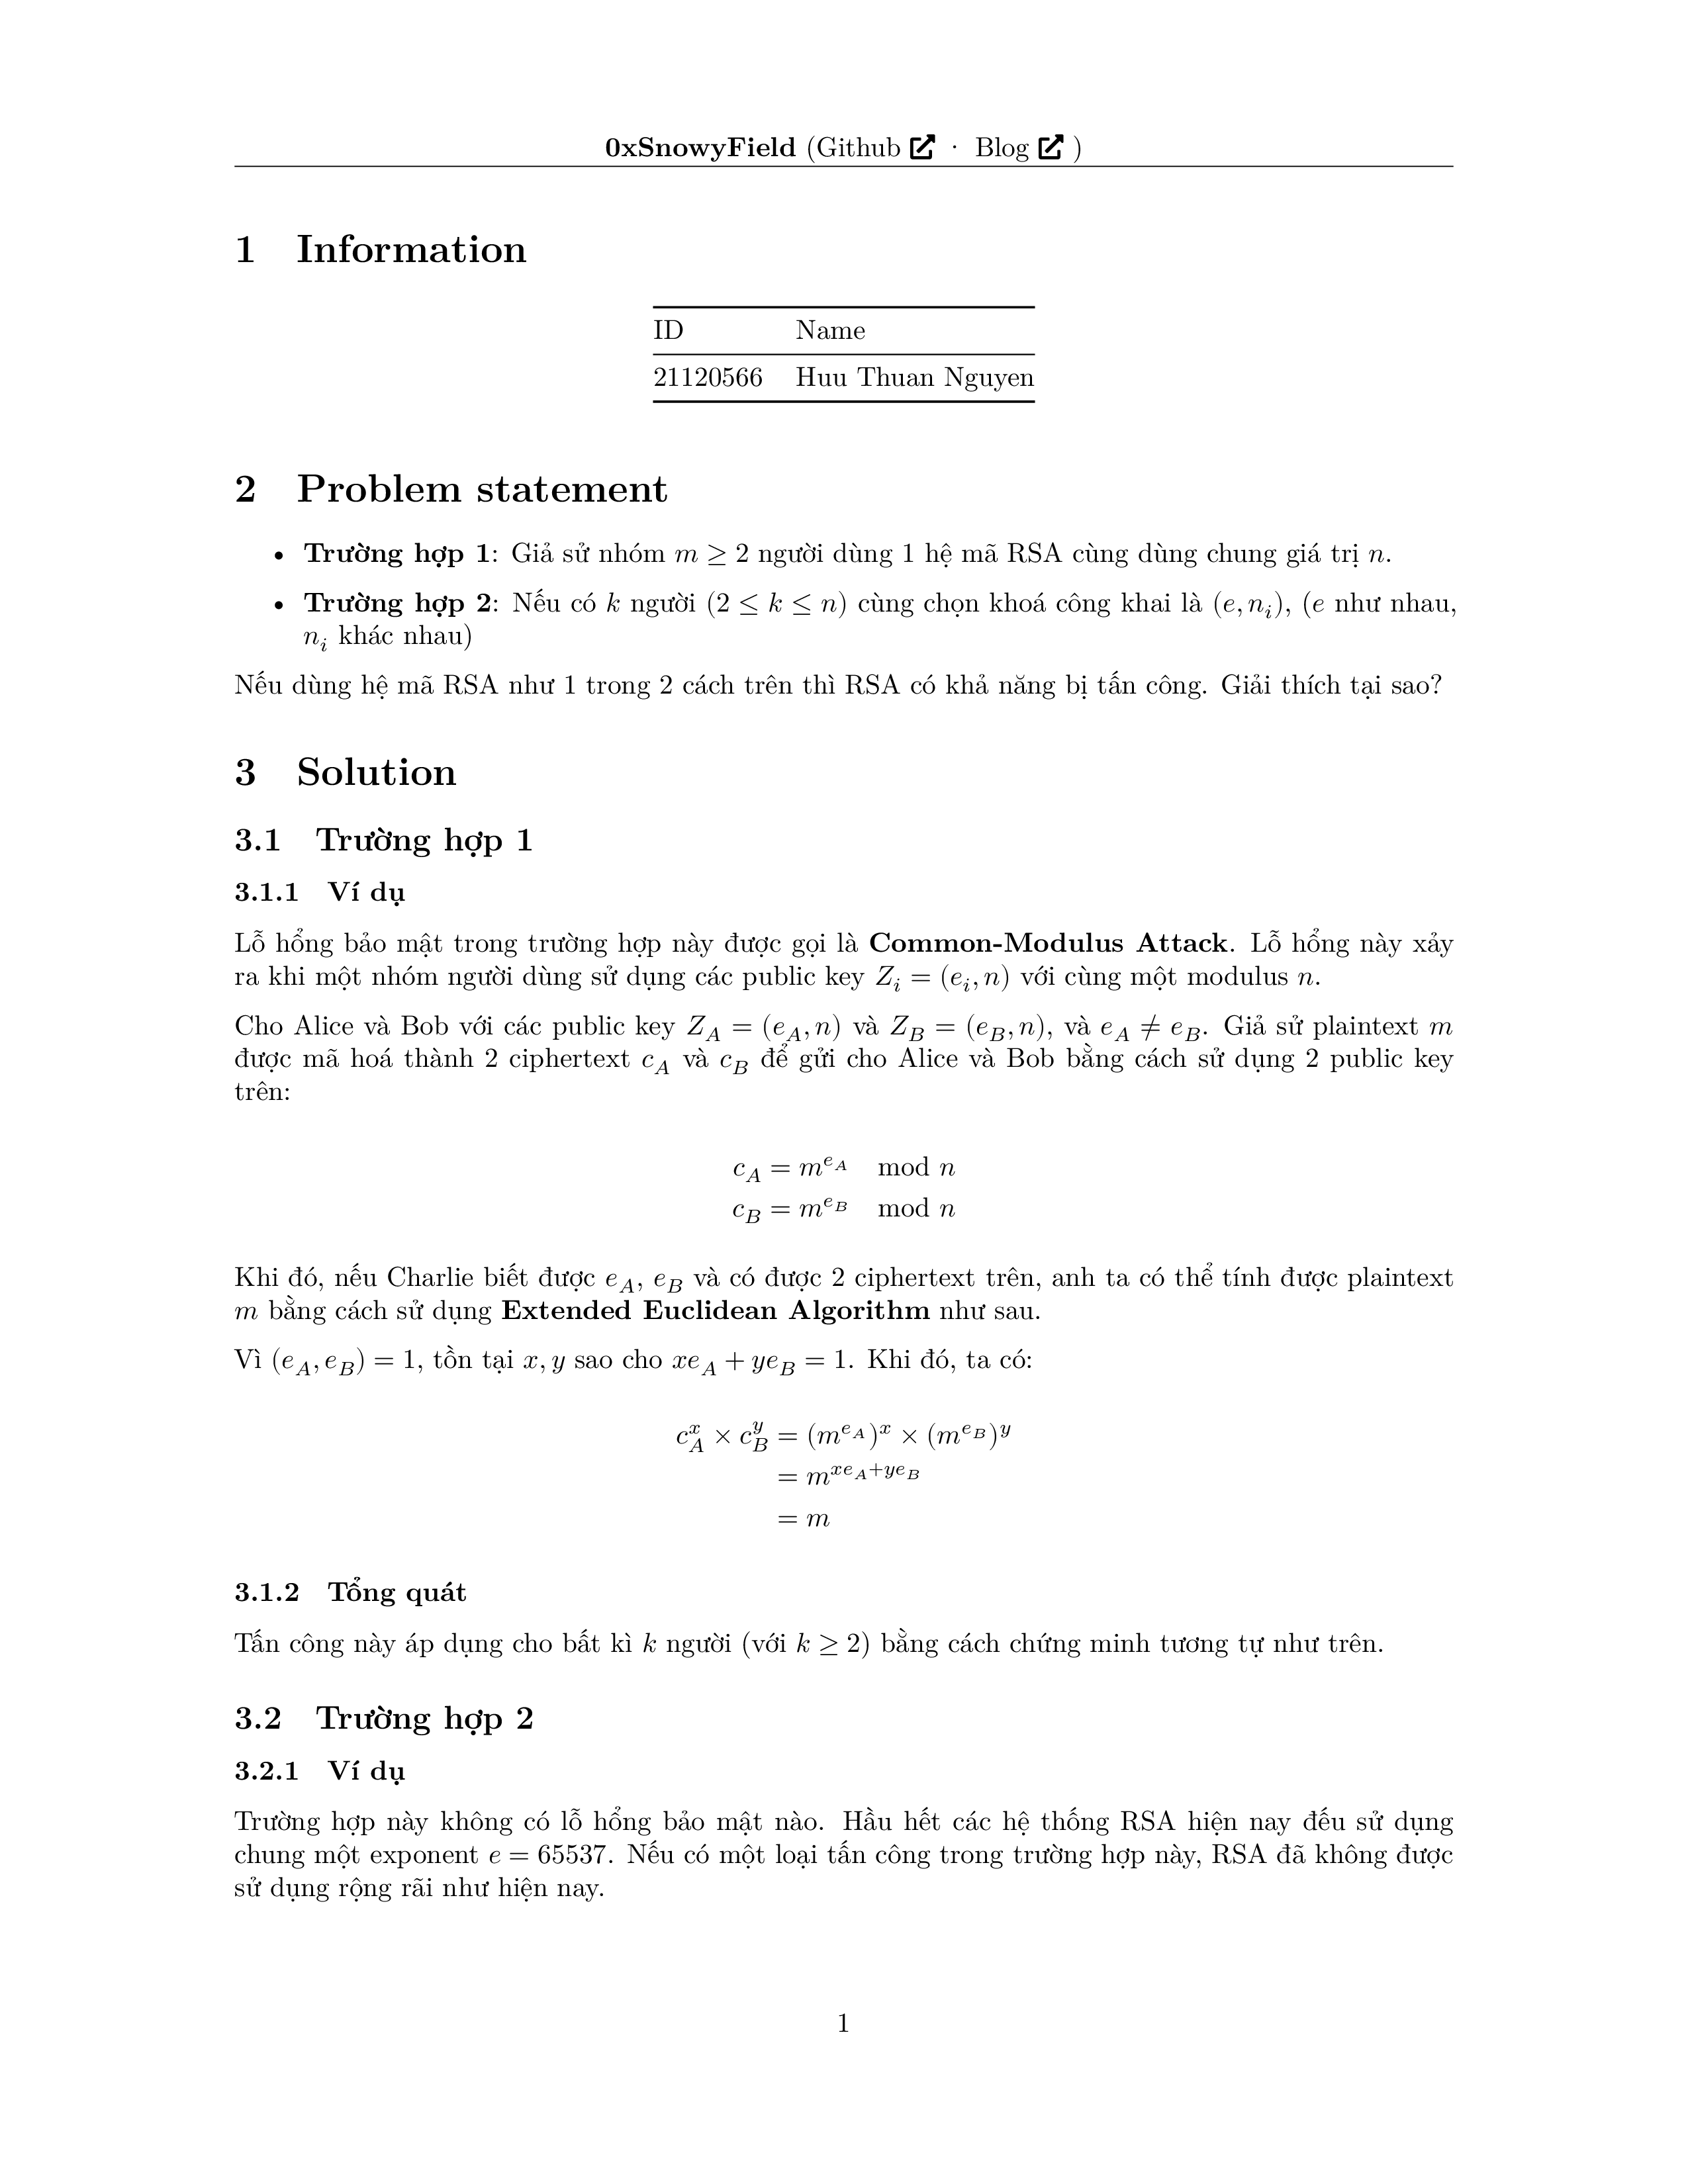 0xSnowyField (Github · Blog )
1 Information
ID Name
21120566 Huu Thuan Nguyen
2 Problem statement
• Trường hợp 1: Giả sử nhóm m ≥ 2 người dùng 1 hệ mã RSA cùng dùng chung giá trị n.
• Trường hợp 2: Nếu có k người (2 ≤ k ≤ n) cùng chọn khoá công khai là (e, n_i), (e như nhau,
n_i khác nhau)
Nếu dùng hệ mã RSA như 1 trong 2 cách trên thì RSA có khả năng bị tấn công. Giải thích tại sao?
3 Solution
3.1 Trường hợp 1
3.1.1 Ví dụ
Lỗ hổng bảo mật trong trường hợp này được gọi là Common-Modulus Attack. Lỗ hổng này xảy
ra khi một nhóm người dùng sử dụng các public key Z_i = (e_i, n) với cùng một modulus n.
Cho Alice và Bob với các public key Z_A = (e_A, n) và Z_B = (e_B, n), và e_A ≠ e_B. Giả sử plaintext m
được mã hoá thành 2 ciphertext c_A và c_B để gửi cho Alice và Bob bằng cách sử dụng 2 public key
trên:
c_A = m^{e_A} mod n
c_B = m^{e_B} mod n
Khi đó, nếu Charlie biết được e_A, e_B và có được 2 ciphertext trên, anh ta có thể tính được plaintext
m bằng cách sử dụng Extended Euclidean Algorithm như sau.
Vì (e_A, e_B) = 1, tồn tại x, y sao cho xe_A + ye_B = 1. Khi đó, ta có:
c_A^x × c_B^y = (m^{e_A})^x × (m^{e_B})^y
= m^{xe_A+ye_B}
= m
3.1.2 Tổng quát
Tấn công này áp dụng cho bất kì k người (với k ≥ 2) bằng cách chứng minh tương tự như trên.
3.2 Trường hợp 2
3.2.1 Ví dụ
Trường hợp này không có lỗ hổng bảo mật nào. Hầu hết các hệ thống RSA hiện nay đếu sử dụng
chung một exponent e = 65537. Nếu có một loại tấn công trong trường hợp này, RSA đã không được
sử dụng rộng rãi như hiện nay.
1